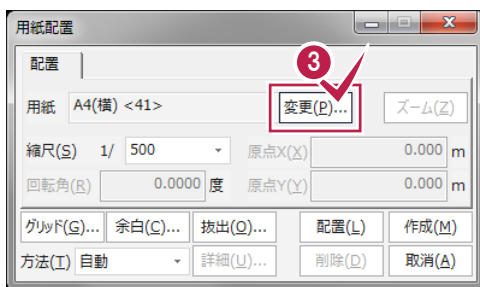 用紙配置
配置
3
用紙 A4(横) <41> 変更(P)... ズーム(Z)
縮尺(S) 1/ 500 原点X(X) 0.000 m
回転角(R) 0.0000 度 原点Y(Y) 0.000 m
グリッド(G)... 余白(C)... 抜出(O)... 配置(L) 作成(M)
方法(T) 自動 詳細(U)... 削除(D) 取消(A)